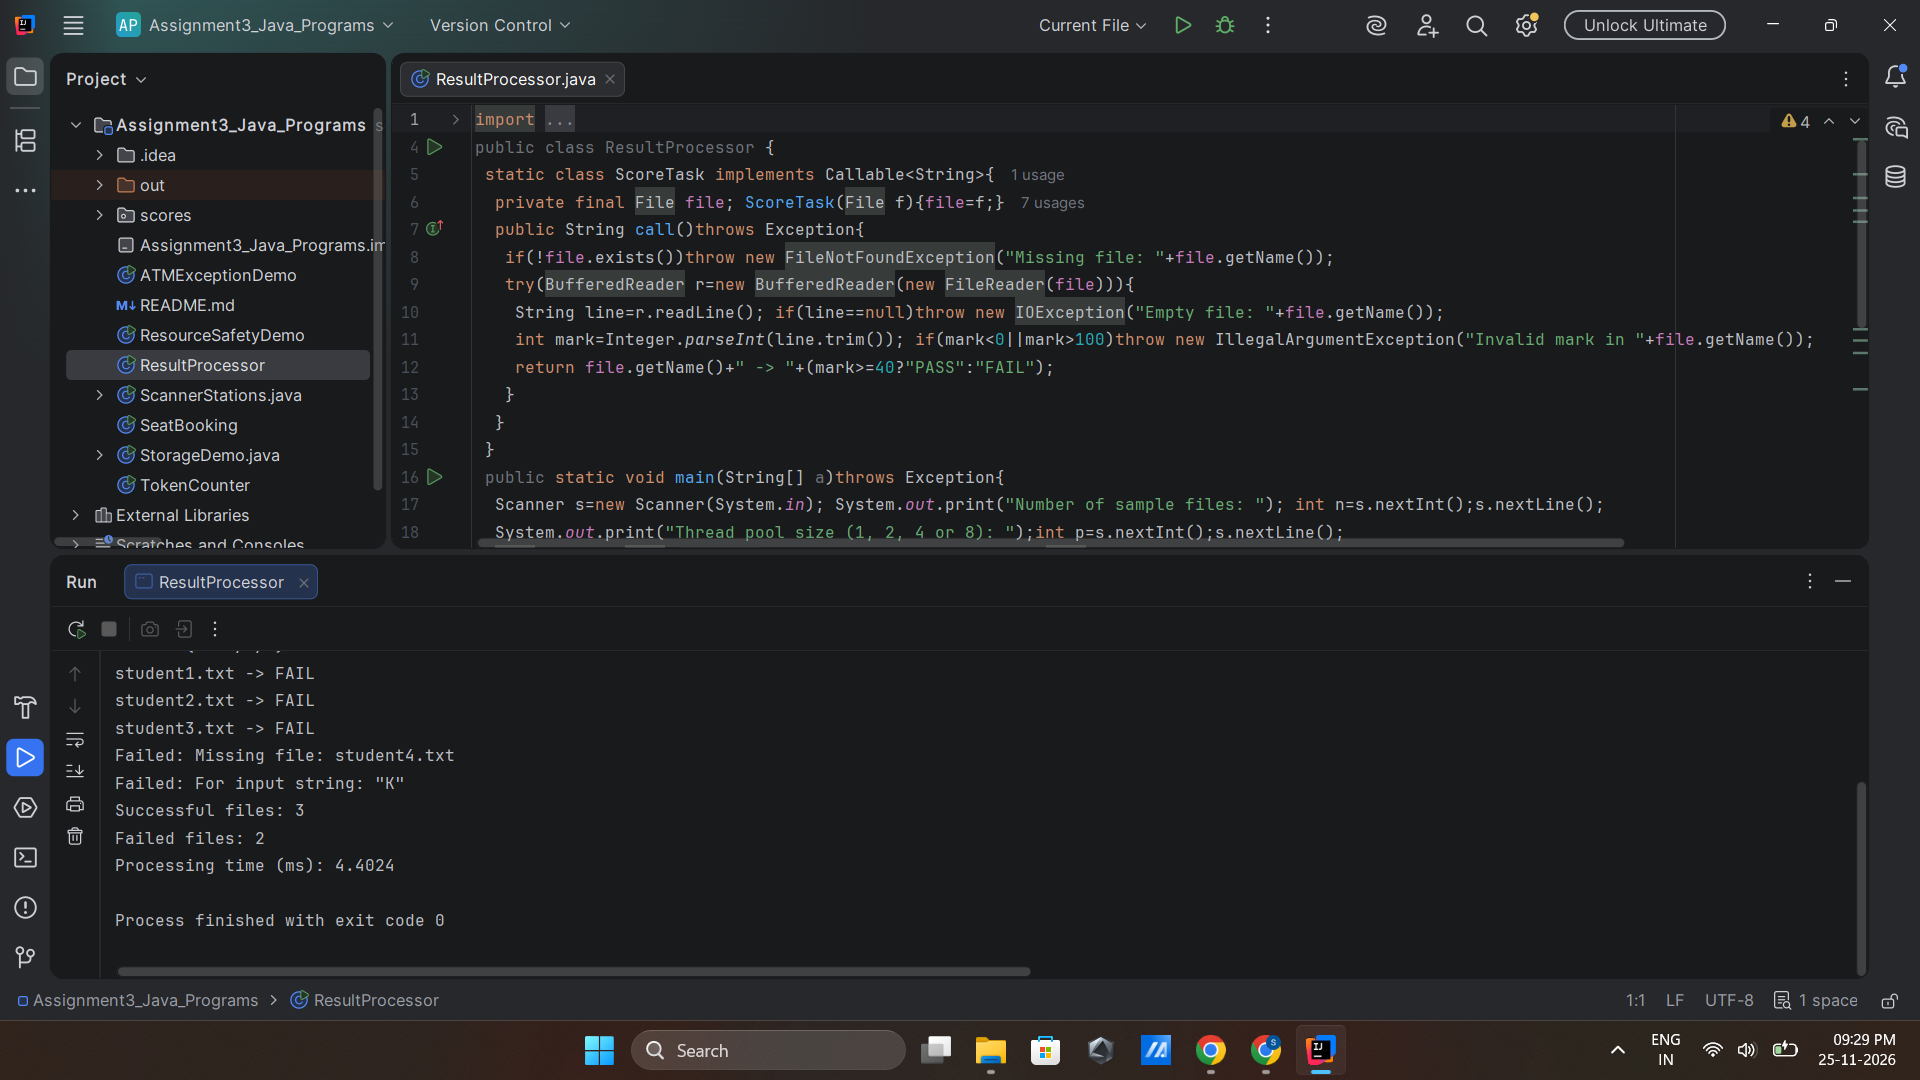 AP Assignment3_Java_Programs
Version Control
Current File
Unlock Ultimate
Project
Assignment3_Java_Programs
.idea
out
scores
Assignment3_Java_Programs.im
ATMExceptionDemo
M↓ README.md
ResourceSafetyDemo
ResultProcessor
ScannerStations.java
SeatBooking
StorageDemo.java
TokenCounter
External Libraries
Scratches and Consoles
ResultProcessor.java
4
1 import ...
4 public class ResultProcessor {
5 static class ScoreTask implements Callable<String>{ 1 usage
6 private final File file; ScoreTask(File f){file=f;} 7 usages
7 public String call()throws Exception{
8 if(!file.exists())throw new FileNotFoundException("Missing file: "+file.getName());
9 try(BufferedReader r=new BufferedReader(new FileReader(file))){
10 String line=r.readLine(); if(line==null)throw new IOException("Empty file: "+file.getName());
11 int mark=Integer.parseInt(line.trim()); if(mark<0||mark>100)throw new IllegalArgumentException("Invalid mark in "+file.getName());
12 return file.getName()+" -> "+(mark>=40?"PASS":"FAIL");
13 }
14 }
15 }
16 public static void main(String[] a)throws Exception{
17 Scanner s=new Scanner(System.in); System.out.print("Number of sample files: "); int n=s.nextInt();s.nextLine();
18 System.out.print("Thread pool size (1, 2, 4 or 8): ");int p=s.nextInt();s.nextLine();
Run
ResultProcessor
student1.txt -> FAIL
student2.txt -> FAIL
student3.txt -> FAIL
Failed: Missing file: student4.txt
Failed: For input string: "K"
Successful files: 3
Failed files: 2
Processing time (ms): 4.4024
Process finished with exit code 0
Assignment3_Java_Programs > ResultProcessor
1:1 LF UTF-8 1 space
Search
ENG
IN
09:29 PM
25-11-2026